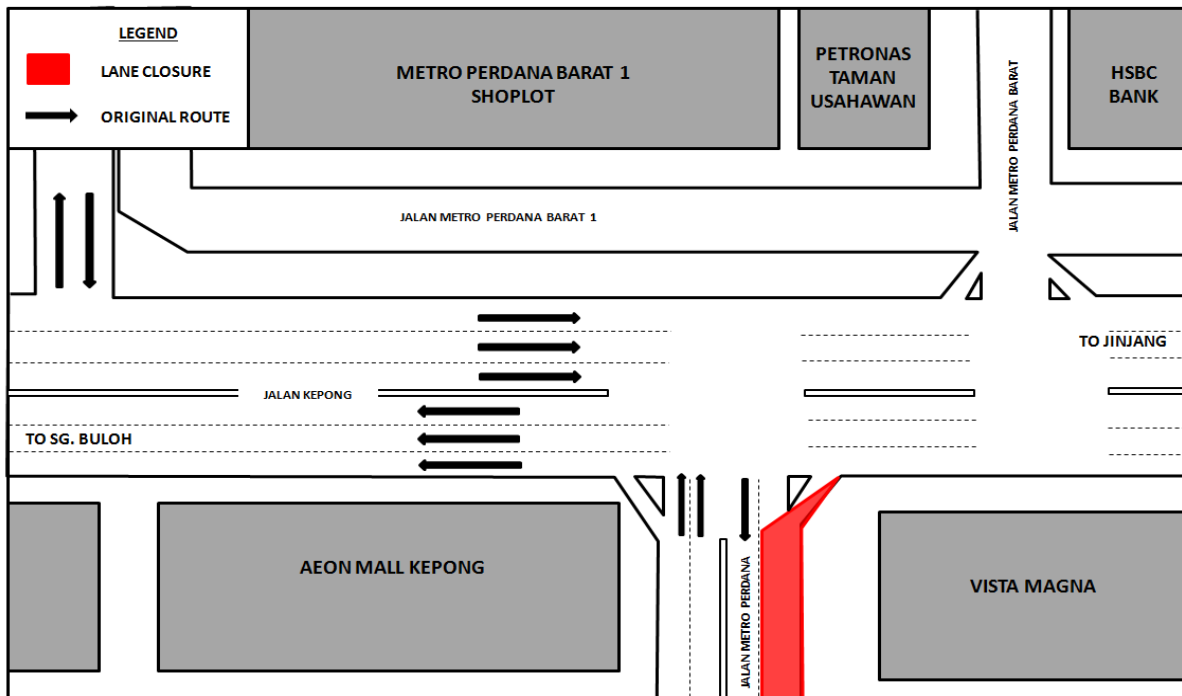 LEGEND
LANE CLOSURE
ORIGINAL ROUTE
METRO PERDANA BARAT 1
SHOPLOT
PETRONAS
TAMAN
USAHAWAN
HSBC
BANK
JALAN METRO PERDANA BARAT
JALAN METRO PERDANA BARAT 1
TO JINJANG
JALAN KEPONG
TO SG. BULOH
AEON MALL KEPONG
JALAN METRO PERDANA
VISTA MAGNA